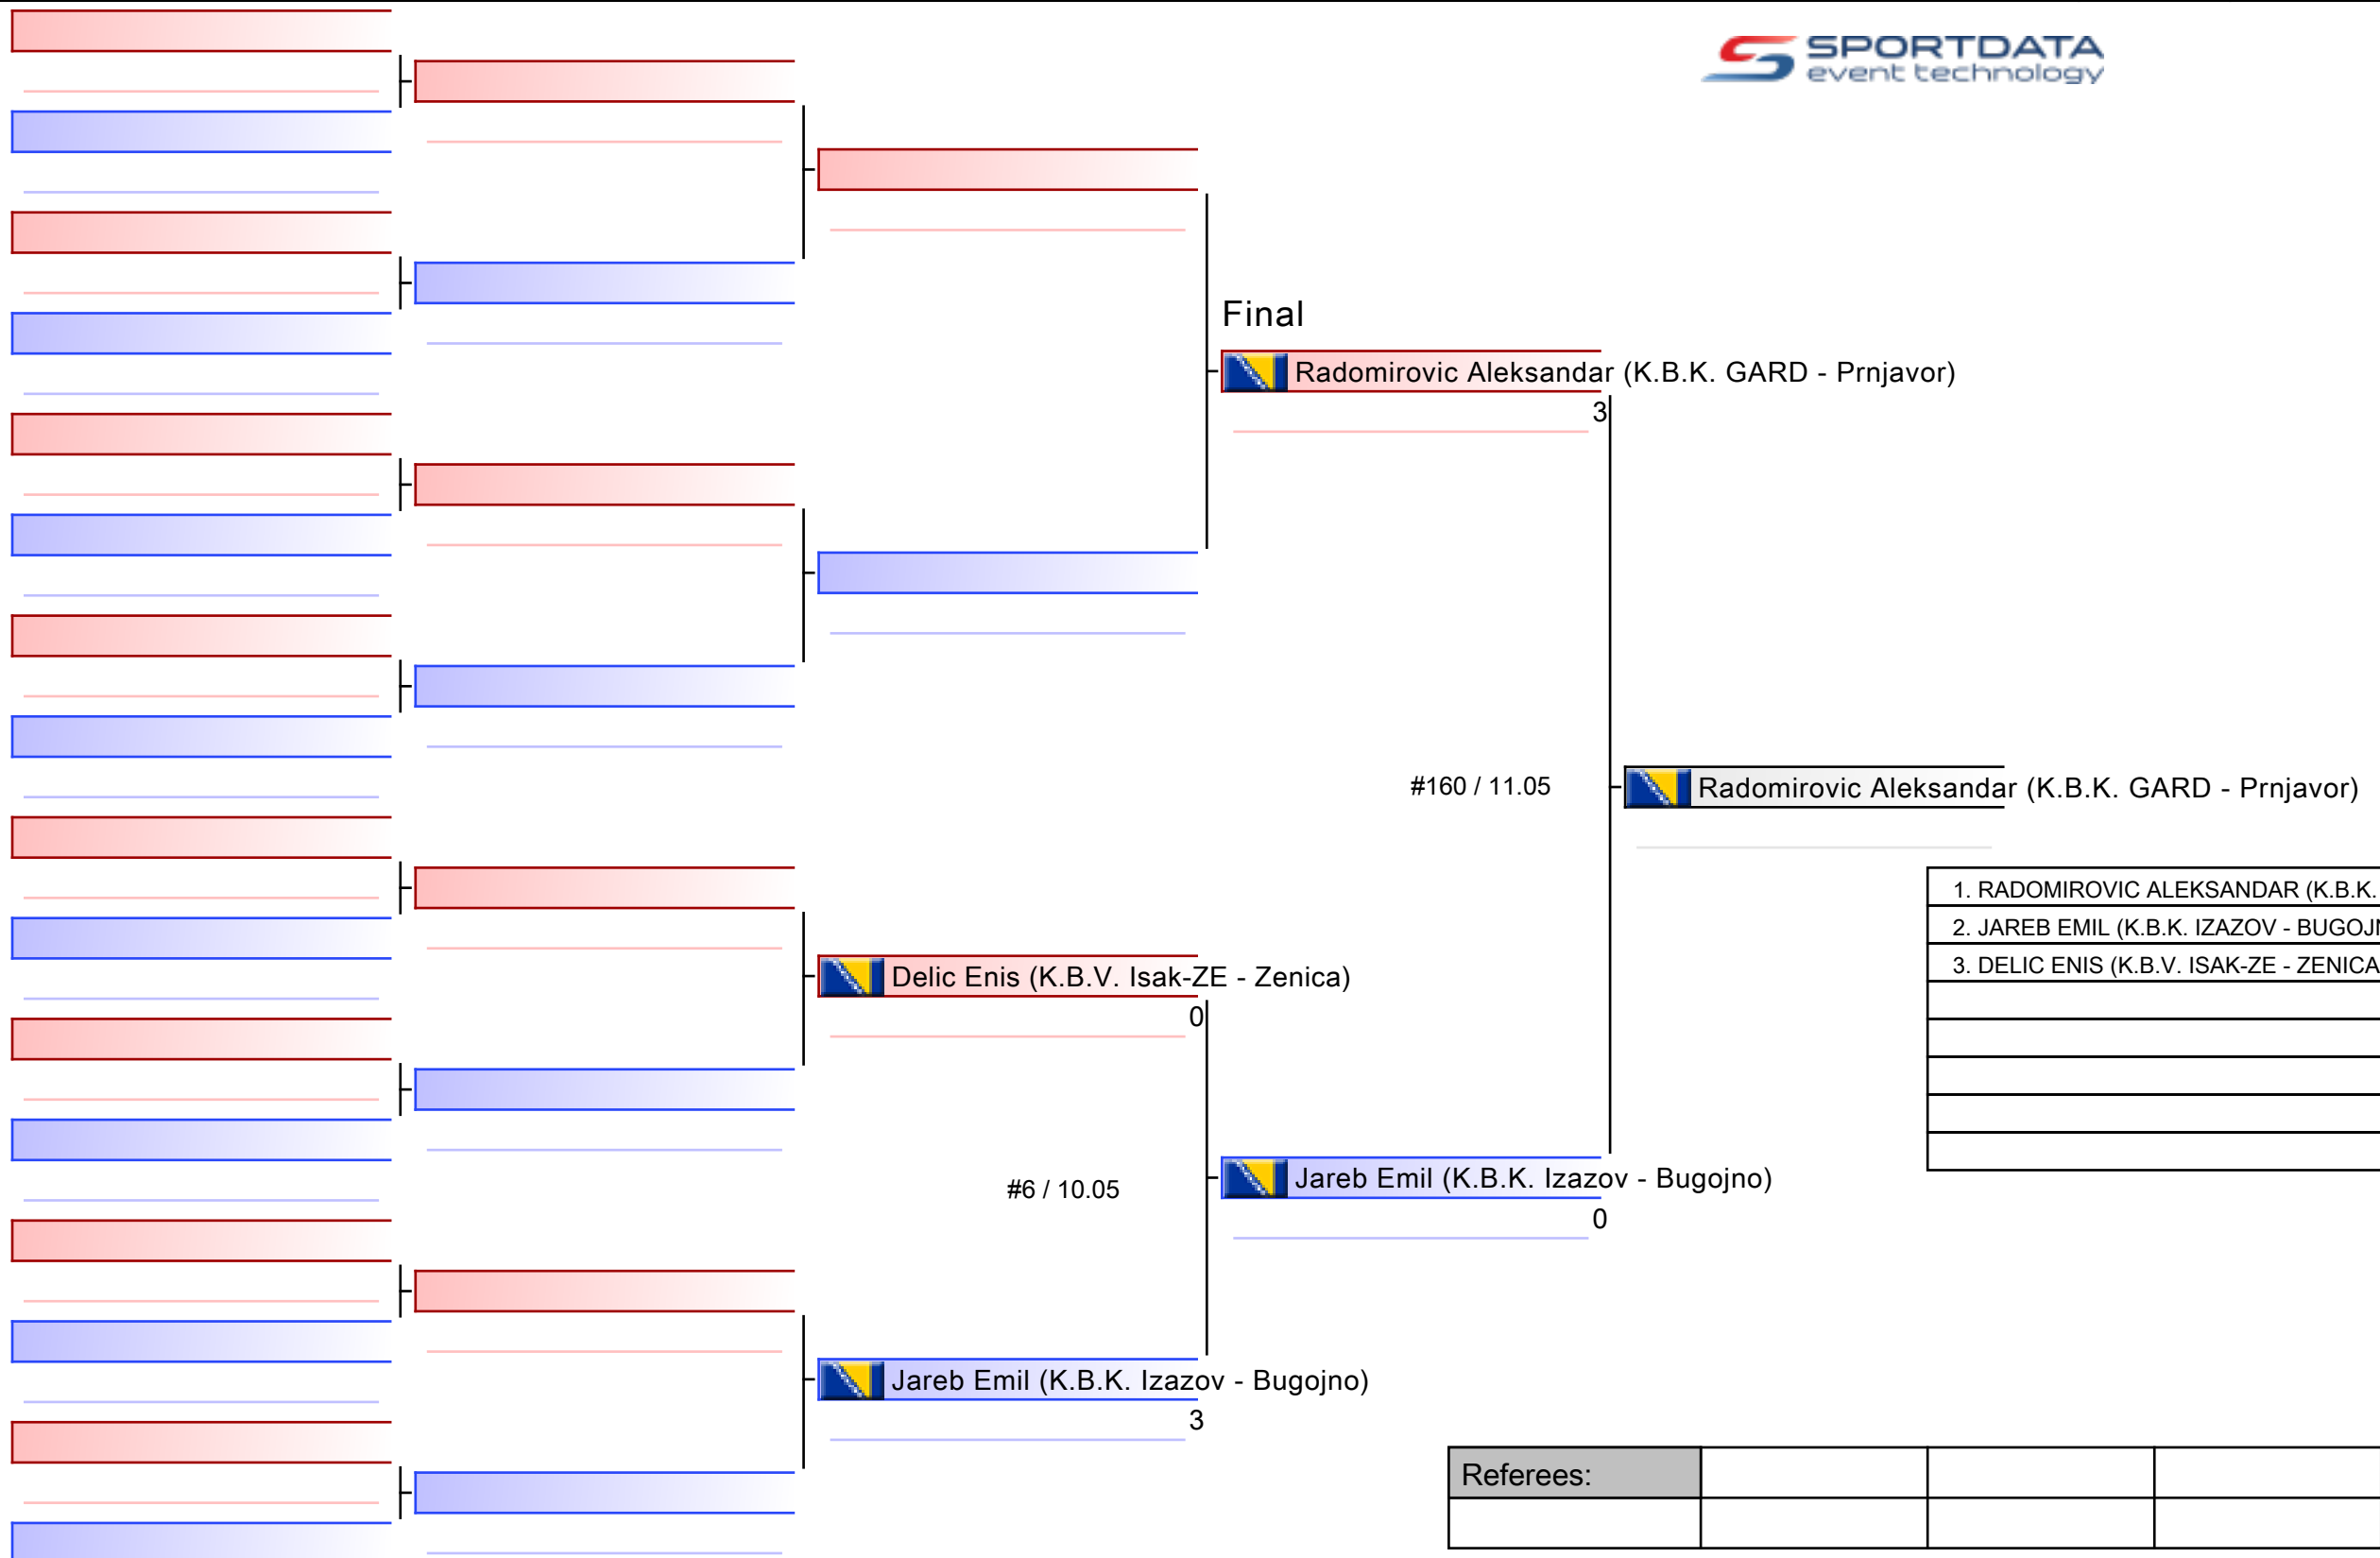 SPORTDATA
event technology
Final
Radomirovic Aleksandar (K.B.K. GARD - Prnjavor)
3
#160 / 11.05
Radomirovic Aleksandar (K.B.K. GARD - Prnjavor)
1. RADOMIROVIC ALEKSANDAR (K.B.K.
2. JAREB EMIL (K.B.K. IZAZOV - BUGOJN
3. DELIC ENIS (K.B.V. ISAK-ZE - ZENICA
Delic Enis (K.B.V. Isak-ZE - Zenica)
0
#6 / 10.05
Jareb Emil (K.B.K. Izazov - Bugojno)
0
Jareb Emil (K.B.K. Izazov - Bugojno)
3
Referees: